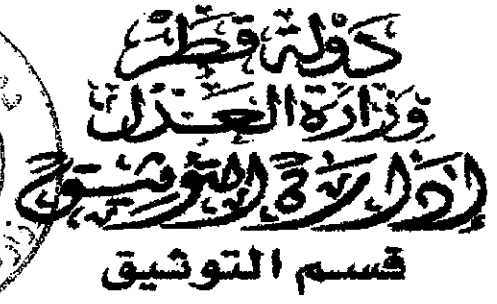 دولة قطر
وزارة العدل
إدارة التوثيق
قسم التوثيق